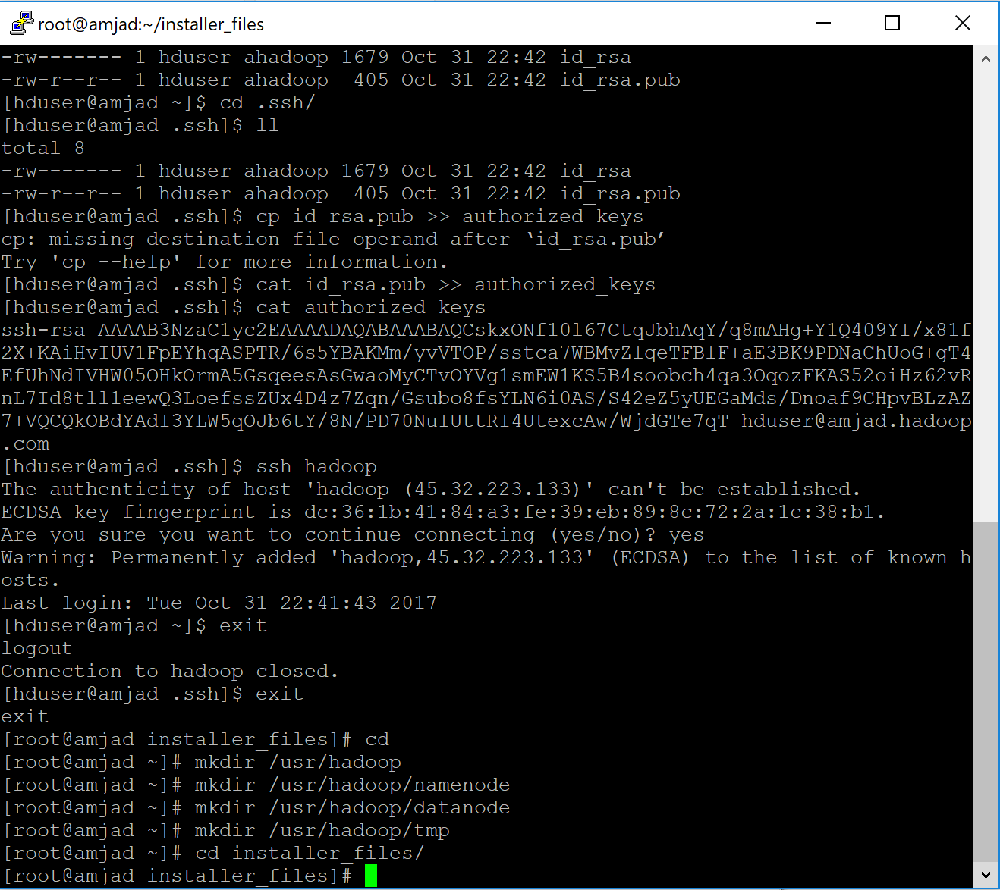 root@amjad:~/installer_files
-rw------- 1 hduser ahadoop 1679 Oct 31 22:42 id_rsa
-rw-r--r-- 1 hduser ahadoop  405 Oct 31 22:42 id_rsa.pub
[hduser@amjad ~]$ cd .ssh/
[hduser@amjad .ssh]$ ll
total 8
-rw------- 1 hduser ahadoop 1679 Oct 31 22:42 id_rsa
-rw-r--r-- 1 hduser ahadoop  405 Oct 31 22:42 id_rsa.pub
[hduser@amjad .ssh]$ cp id_rsa.pub >> authorized_keys
cp: missing destination file operand after ‘id_rsa.pub’
Try 'cp --help' for more information.
[hduser@amjad .ssh]$ cat id_rsa.pub >> authorized_keys
[hduser@amjad .ssh]$ cat authorized_keys
ssh-rsa AAAAB3NzaC1yc2EAAAADAQABAAABAQCskxONf10l67CtqJbhAqY/q8mAHg+Y1Q409YI/x81f
2X+KAiHvIUV1FpEYhqASPTR/6s5YBAKMm/yvVTOP/sstca7WBMvZlqeTFBlF+aE3BK9PDNaChUoG+gT4
EfUhNdIVHW05OHkOrmA5GsqeesAsGwaoMyCTvOYVg1smEW1KS5B4soobch4qa3OqozFKAS52oiHz62vR
nL7Id8tll1eewQ3LoefssZUx4D4z7Zqn/Gsubo8fsYLN6i0AS/S42eZ5yUEGaMds/Dnoaf9CHpvBLzAZ
7+VQCQkOBdYAdI3YLW5qOJb6tY/8N/PD70NuIUttRI4UtexcAw/WjdGTe7qT hduser@amjad.hadoop
.com
[hduser@amjad .ssh]$ ssh hadoop
The authenticity of host 'hadoop (45.32.223.133)' can't be established.
ECDSA key fingerprint is dc:36:1b:41:84:a3:fe:39:eb:89:8c:72:2a:1c:38:b1.
Are you sure you want to continue connecting (yes/no)? yes
Warning: Permanently added 'hadoop,45.32.223.133' (ECDSA) to the list of known h
osts.
Last login: Tue Oct 31 22:41:43 2017
[hduser@amjad ~]$ exit
logout
Connection to hadoop closed.
[hduser@amjad .ssh]$ exit
exit
[root@amjad installer_files]# cd
[root@amjad ~]# mkdir /usr/hadoop
[root@amjad ~]# mkdir /usr/hadoop/namenode
[root@amjad ~]# mkdir /usr/hadoop/datanode
[root@amjad ~]# mkdir /usr/hadoop/tmp
[root@amjad ~]# cd installer_files/
[root@amjad installer_files]#